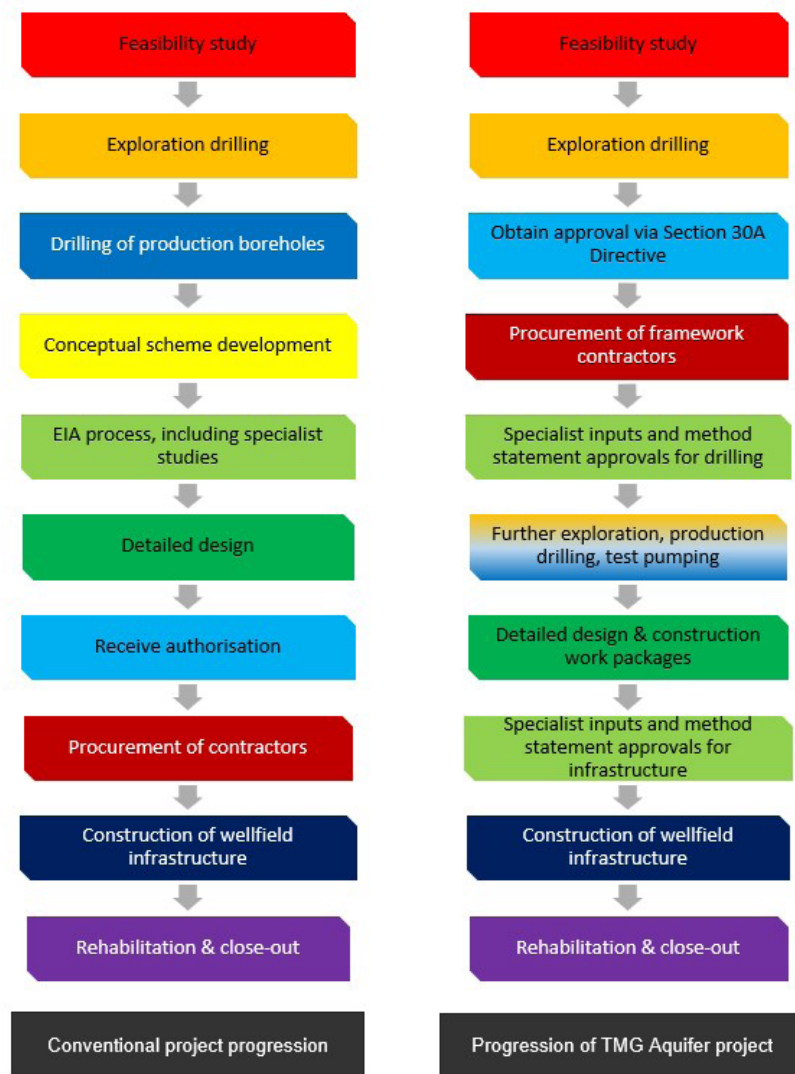 Feasibility study
Exploration drilling
Drilling of production boreholes
Conceptual scheme development
EIA process, including specialist
studies
Detailed design
Receive authorisation
Procurement of contractors
Construction of wellfield
infrastructure
Rehabilitation & close-out
Conventional project progression
Feasibility study
Exploration drilling
Obtain approval via Section 30A
Directive
Procurement of framework
contractors
Specialist inputs and method
statement approvals for drilling
Further exploration, production
drilling, test pumping
Detailed design & construction
work packages
Specialist inputs and method
statement approvals for
infrastructure
Construction of wellfield
infrastructure
Rehabilitation & close-out
Progression of TMG Aquifer project